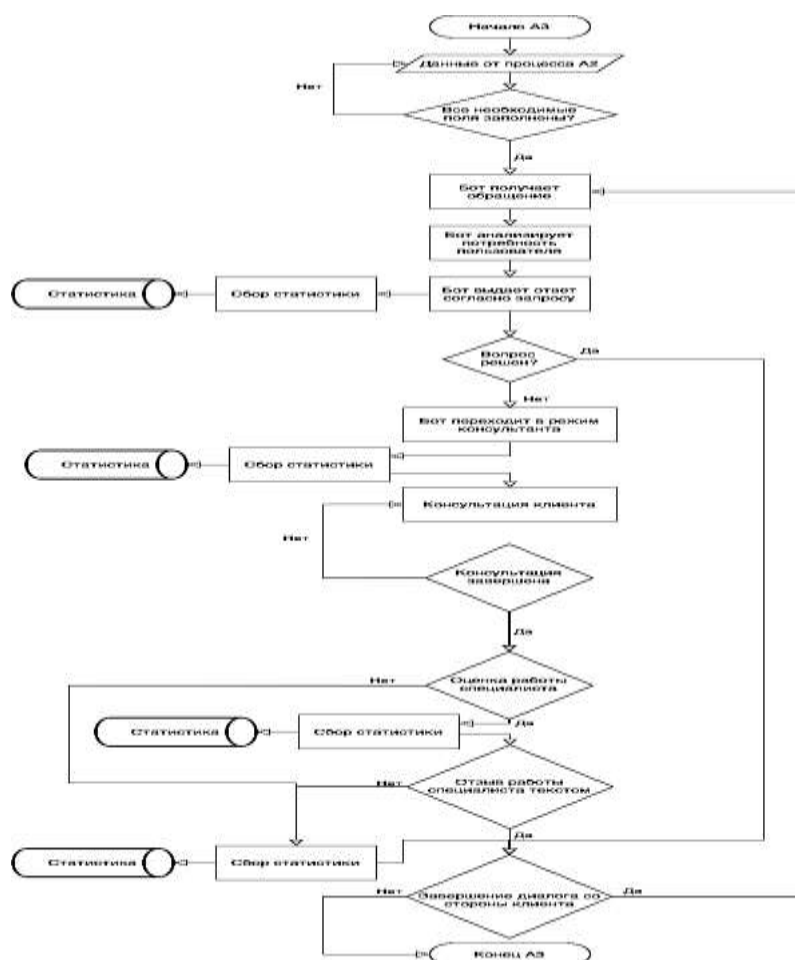 Начало А3
Данные от процесса А2
Нет
Все необходимые
поля заполнены?
Да
Бот получает
обращение
Бот анализирует
потребность
пользователя
Статистика
Сбор статистики
Бот выдает ответ
согласно запросу
Вопрос
решен?
Да
Нет
Бот переходит в режим
консультанта
Статистика
Сбор статистики
Консультация клиента
Нет
Консультация
завершена
Да
Нет
Оценка работы
специалиста
Да
Статистика
Сбор статистики
Нет
Отзыв работы
специалиста текстом
Да
Статистика
Сбор статистики
Нет
Завершение диалога со
стороны клиента
Да
Конец А3